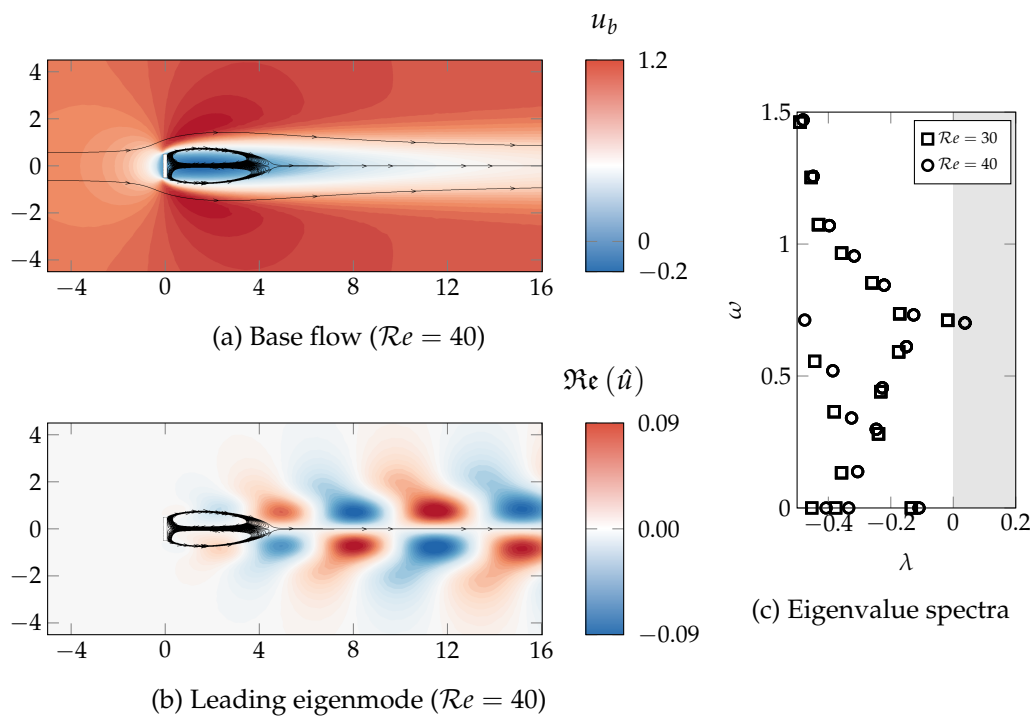 u_b
4
2
0
−2
−4
−4 0 4 8 12 16
1.2
0
−0.2
(a) Base flow (ℛe = 40)
ℜe (û)
4
2
0
−2
−4
−4 0 4 8 12 16
0.09
0.00
−0.09
(b) Leading eigenmode (ℛe = 40)
ℛe = 30
ℛe = 40
1.5
1
0.5
0
ω
−0.4 −0.2 0 0.2
λ
(c) Eigenvalue spectra